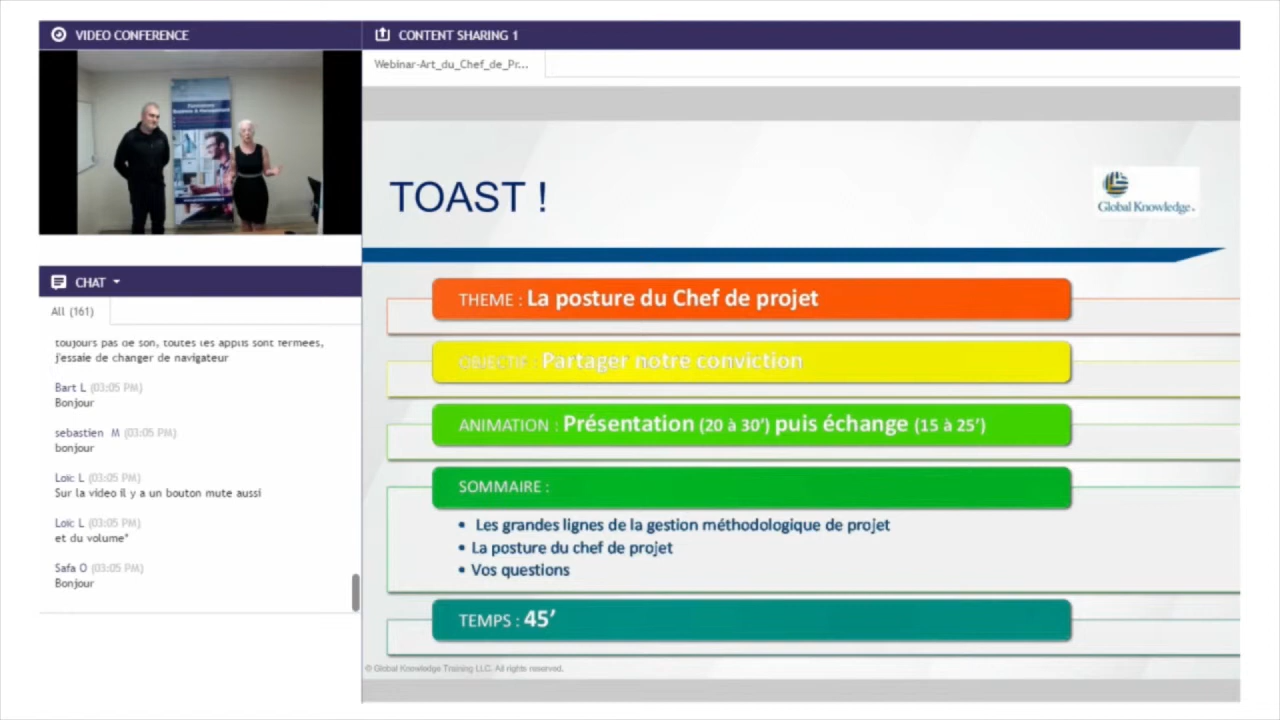 VIDEO CONFERENCE
CONTENT SHARING 1
Webinar-Art_du_Chef_de_Pr...
Business & Management
TOAST !
Global Knowledge.
THEME : La posture du Chef de projet
OBJECTIF : Partager notre conviction
ANIMATION : Présentation (20 à 30') puis échange (15 à 25')
SOMMAIRE :
• Les grandes lignes de la gestion méthodologique de projet
• La posture du chef de projet
• Vos questions
TEMPS : 45'
© Global Knowledge Training LLC. All rights reserved.
CHAT
All (161)
toujours pas de son, toutes les applis sont fermées,
j'essaie de changer de navigateur
Bart L (03:05 PM)
Bonjour
sebastien M (03:05 PM)
bonjour
Loïc L (03:05 PM)
Sur la video il y a un bouton mute aussi
Loïc L (03:05 PM)
et du volume*
Safa O (03:05 PM)
Bonjour